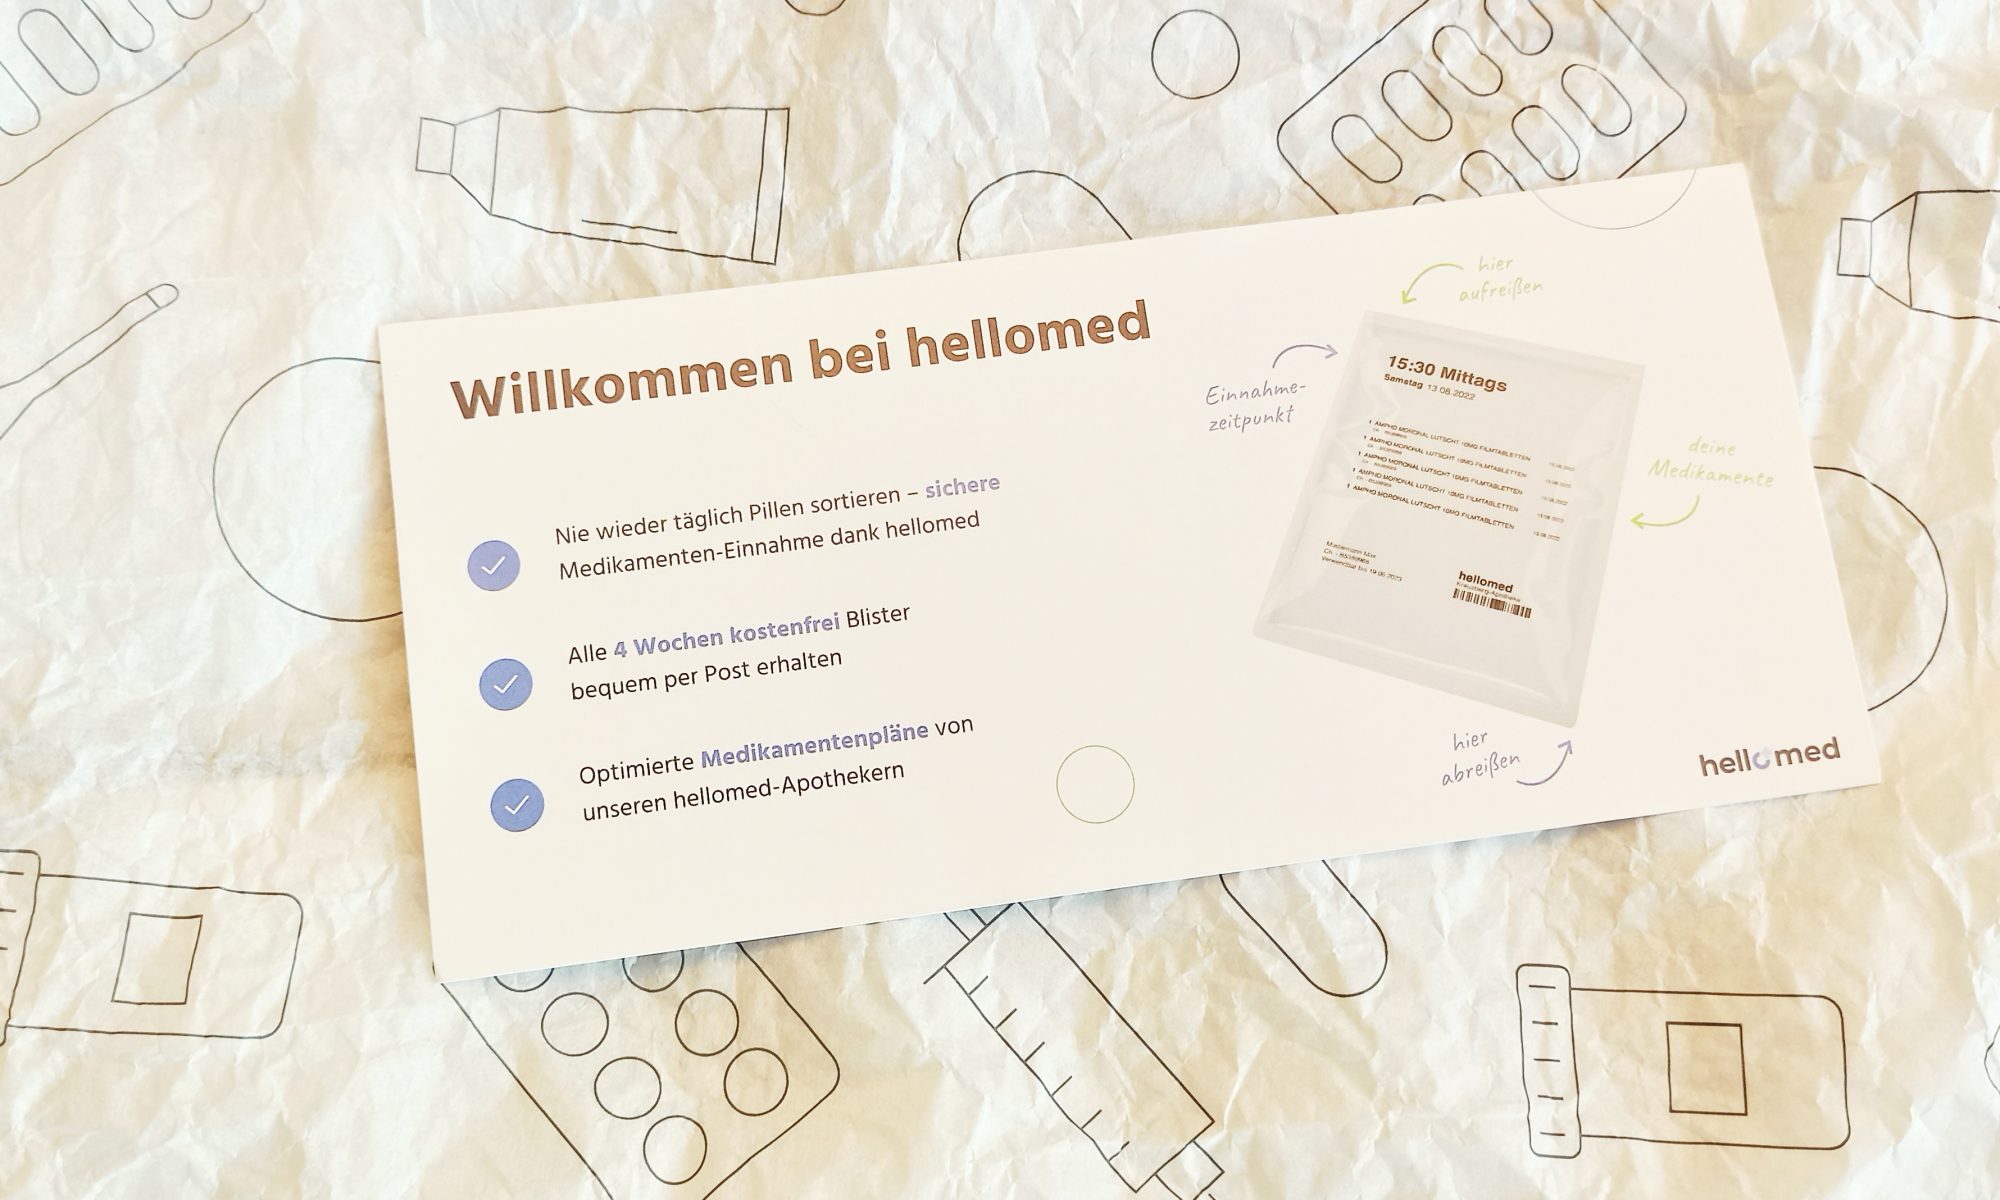 Willkommen bei hellomed
Nie wieder täglich Pillen sortieren – sichere
Medikamenten-Einnahme dank hellomed
Alle 4 Wochen kostenfrei Blister
bequem per Post erhalten
Optimierte Medikamentenpläne von
unseren hellomed-Apothekern
hier
aufreißen
Einnahme-
zeitpunkt
15:30 Mittags
Samstag 13.08.2022
1 AMPHO MORONAL LUTSCHT 10MG FILMTABLETTEN
1 AMPHO MORONAL LUTSCHT 10MG FILMTABLETTEN
1 AMPHO MORONAL LUTSCHT 10MG FILMTABLETTEN
1 AMPHO MORONAL LUTSCHT 10MG FILMTABLETTEN
1 AMPHO MORONAL LUTSCHT 10MG FILMTABLETTEN
Mustermann Max
Verwendbar bis 19.06.2023
hellomed
Kreuzberg-Apotheke
deine
Medikamente
hier
abreißen
hellomed